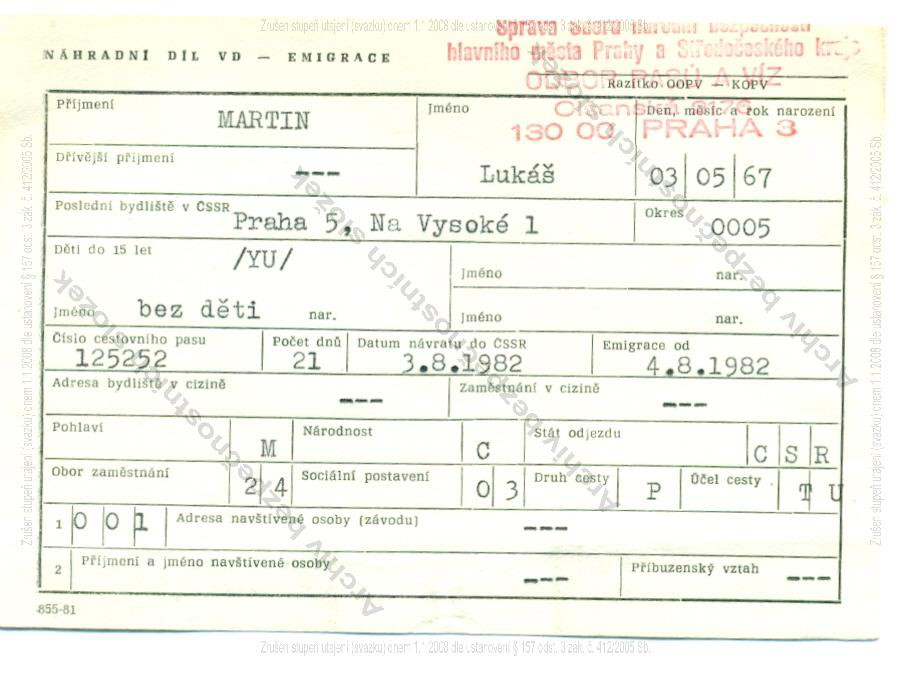 Zrušen stupeň utajení (svazku) dnem 1.1.2008 dle ustanovení § 157 odst. 3 zák. č. 412/2005 Sb.
Správa Sboru národní bezpečnosti
hlavního města Prahy a Středočeského kraje
ODBOR PASŮ A VÍZ
Olšanská 2176
130 00 PRAHA 3
NÁHRADNÍ DÍL VD — EMIGRACE
Razítko OOPV — KOPV
Příjmení
MARTIN
Jméno
Lukáš
Den, měsíc a rok narození
03 05 67
Dřívější příjmení
---
Poslední bydliště v ČSSR
Praha 5, Na Vysoké 1
Okres
0005
Děti do 15 let
/YU/
Jméno nar.
Jméno bez děti nar.
Jméno nar.
Číslo cestovního pasu
125252
Počet dnů
21
Datum návratu do ČSSR
3.8.1982
Emigrace od
4.8.1982
Adresa bydliště v cizině
---
Zaměstnání v cizině
---
Pohlaví
M
Národnost
C
Stát odjezdu
C S R
Obor zaměstnání
24
Sociální postavení
03
Druh cesty
P
Účel cesty
T U
1 0 0 1
Adresa navštívené osoby (závodu)
---
2
Příjmení a jméno navštívené osoby
---
Příbuzenský vztah
---
855-81
Archiv bezpečnostních složek
Archiv bezpečnostních složek
Archiv bezpečnostních složek
Zrušen stupeň utajení (svazku) dnem 1.1.2008 dle ustanovení § 157 odst. 3 zák. č. 412/2005 Sb.
Zrušen stupeň utajení (svazku) dnem 1.1.2008 dle ustanovení § 157 odst. 3 zák. č. 412/2005 Sb.
Zrušen stupeň utajení (svazku) dnem 1.1.2008 dle ustanovení § 157 odst. 3 zák. č. 412/2005 Sb.